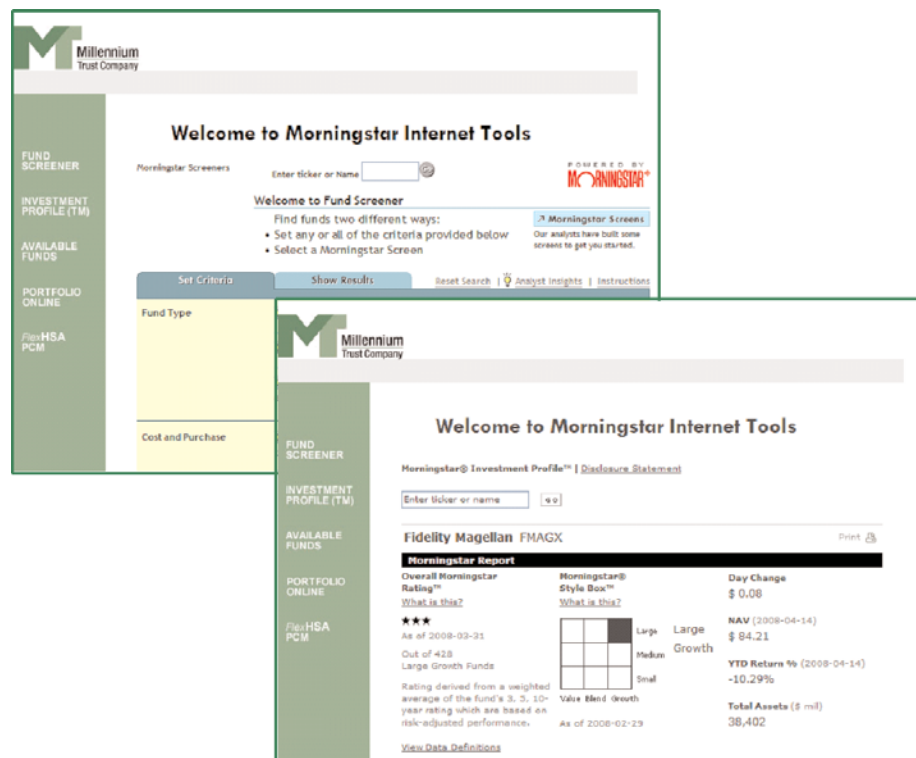 Millennium
Trust Company
Welcome to Morningstar Internet Tools
FUND
SCREENER
INVESTMENT
PROFILE (TM)
AVAILABLE
FUNDS
PORTFOLIO
ONLINE
FlexHSA
PCM
Morningstar Screeners
Enter ticker or Name
POWERED BY
MORNINGSTAR®
Welcome to Fund Screener
Find funds two different ways:
• Set any or all of the criteria provided below
• Select a Morningstar Screen
Morningstar Screens
Our analysts have built some
screens to get you started.
Set Criteria
Show Results
Reset Search | Analyst Insights | Instructions
Fund Type
Cost and Purchase
Millennium
Trust Company
Welcome to Morningstar Internet Tools
FUND
SCREENER
INVESTMENT
PROFILE (TM)
AVAILABLE
FUNDS
PORTFOLIO
ONLINE
FlexHSA
PCM
Morningstar® Investment Profile™ | Disclosure Statement
Enter ticker or name
go
Fidelity Magellan FMAGX
Print
Morningstar Report
Overall Morningstar
Rating™
What is this?
★★★
As of 2008-03-31
Out of 428
Large Growth Funds
Rating derived from a weighted
average of the fund's 3, 5, 10-
year rating which are based on
risk-adjusted performance.
View Data Definitions
Morningstar®
Style Box™
What is this?
Large
Medium
Small
Large
Growth
Value Blend Growth
As of 2008-02-29
Day Change
$ 0.08
NAV (2008-04-14)
$ 84.21
YTD Return % (2008-04-14)
-10.29%
Total Assets ($ mil)
38,402